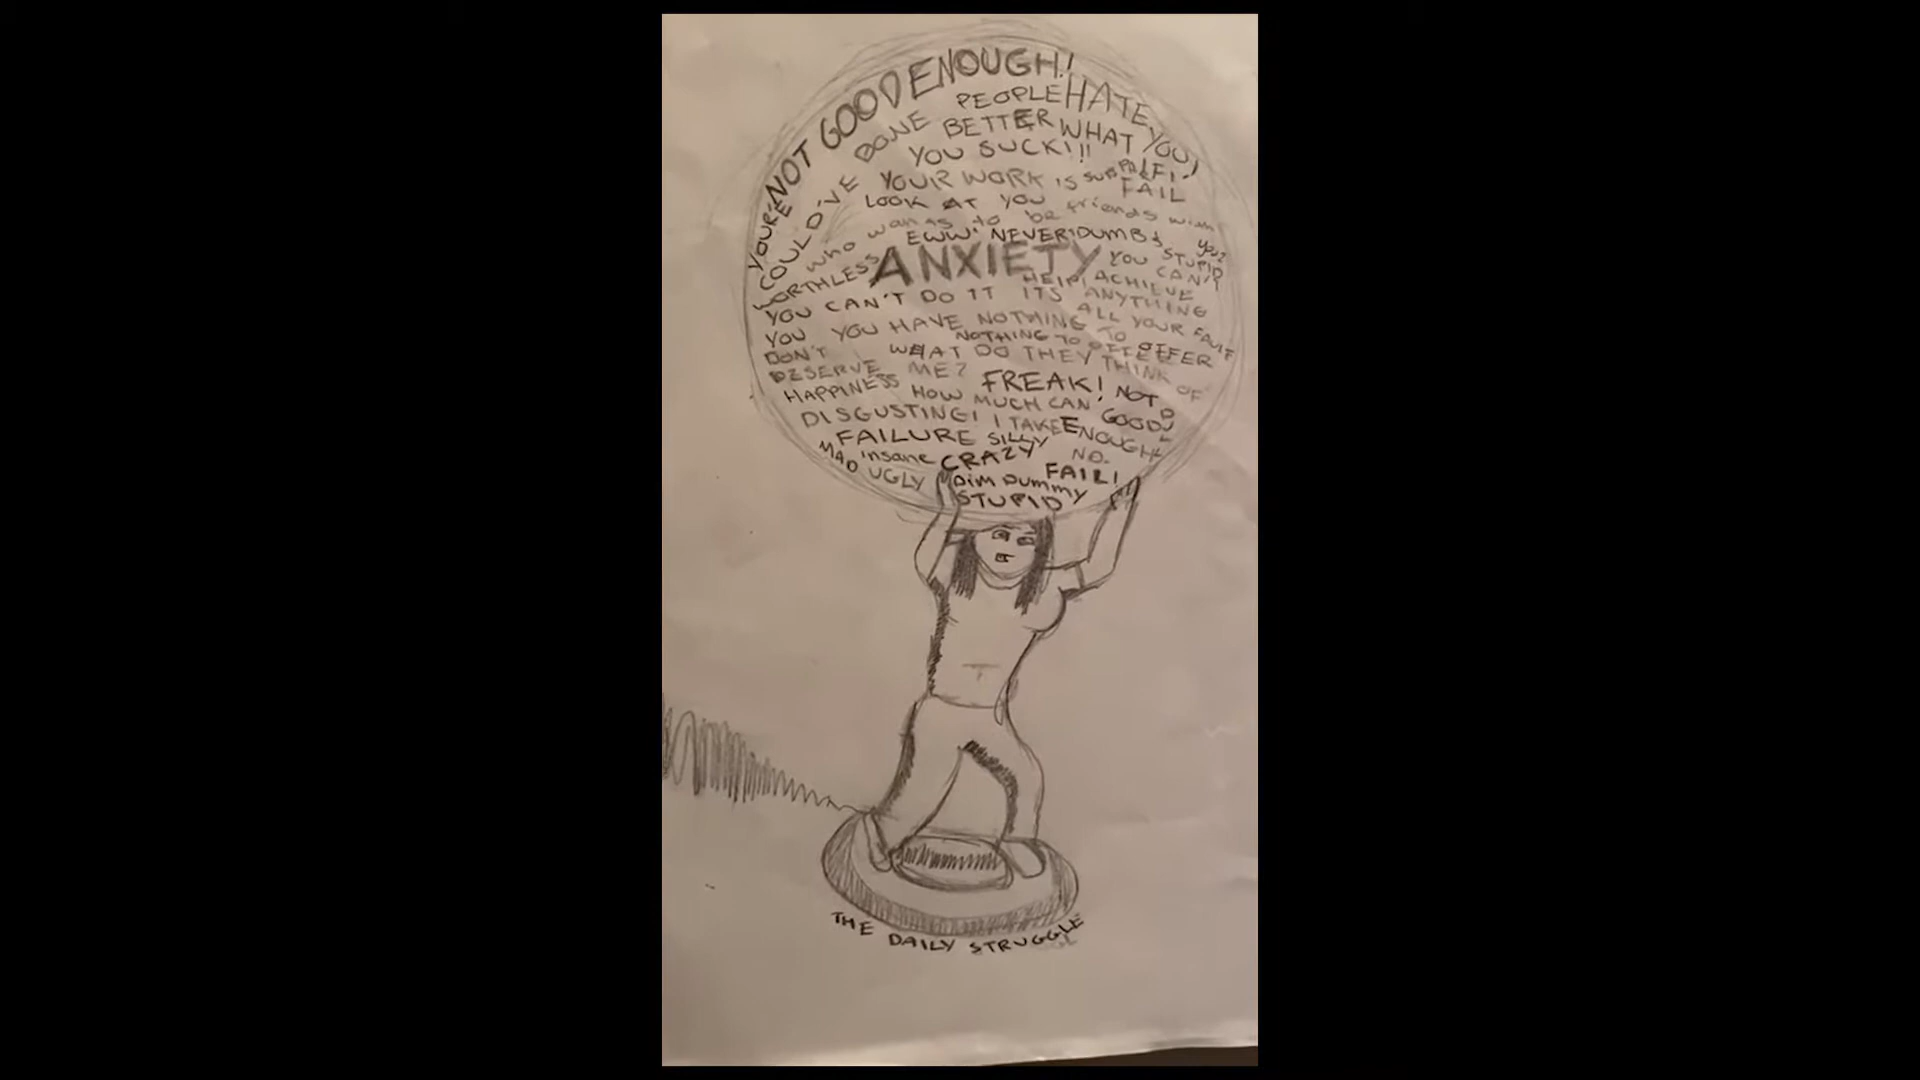 YOUR'E NOT GOOD ENOUGH!
PEOPLE HATE YOU!
COULD'VE DONE BETTER WHAT
YOU SUCK!!!
YOUR WORK IS
FAIL
LOOK AT YOU
who wants to be friends with you?
EWW! NEVER! DUMB &
STUPID
WORTHLESS
ANXIETY
YOU CAN'T
ACHIEVE
ANYTHING
HELP!
YOU CAN'T DO IT ITS
ALL YOUR FAULT
YOU HAVE NOTHING TO OFFER
NOTHING TO OFFER
YOU
DON'T
DESERVE
HAPPINESS
WHAT DO THEY THINK OF
ME?
FREAK!
NOT
GOOD
ENOUGH
HOW MUCH CAN
I TAKE
DISGUSTING!
FAILURE SILLY
NO.
MAD insane CRAZY
FAIL!
UGLY Dim Dummy
STUPID
THE DAILY STRUGGLE